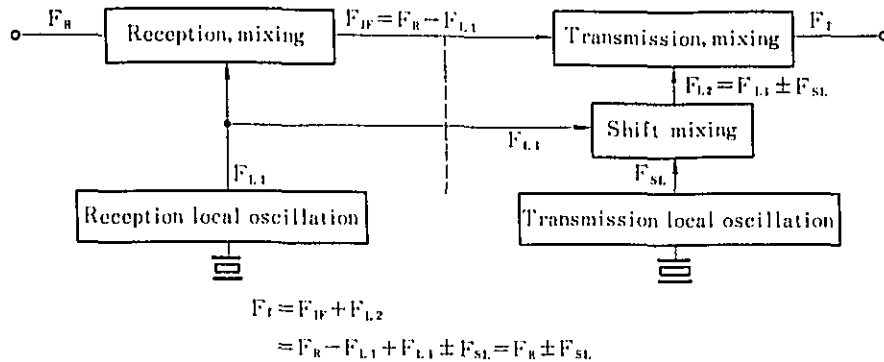 F_R
Reception, mixing
F_IF = F_R − F_L1
Transmission, mixing
F_T
F_L2 = F_L1 ± F_SL
F_L1
Shift mixing
F_L1
F_SL
Reception local oscillation
Transmission local oscillation
F_T = F_IF + F_L2
= F_R − F_L1 + F_L1 ± F_SL = F_R ± F_SL